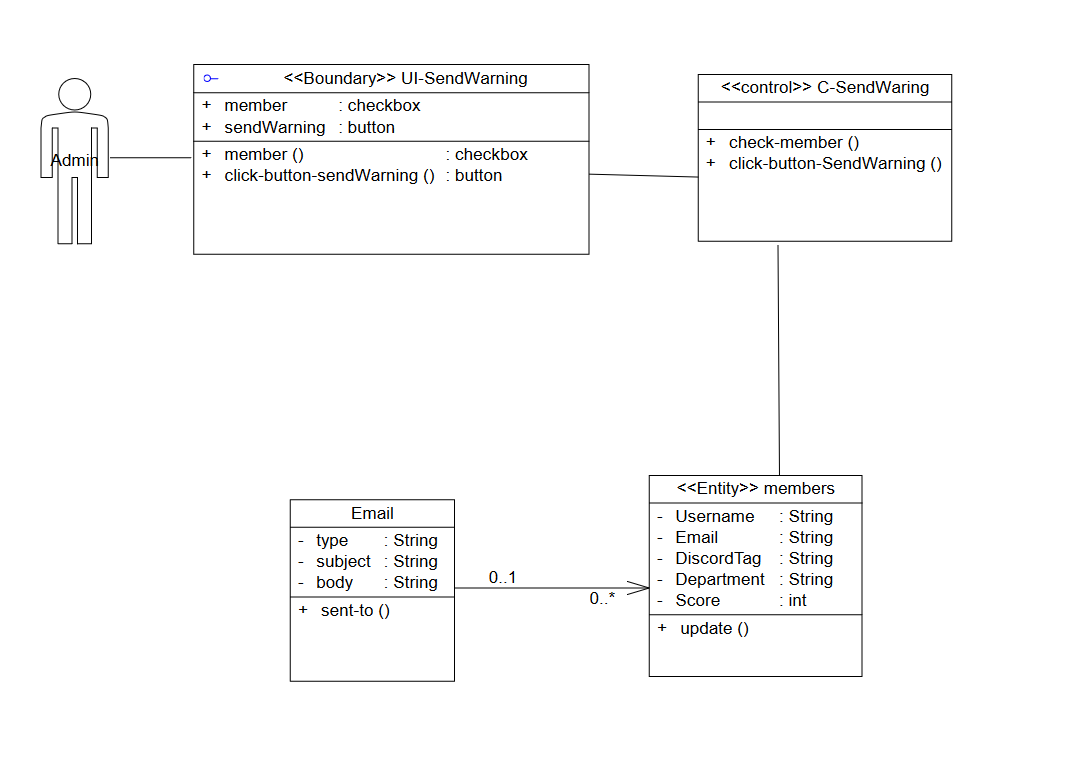 <<Boundary>> UI-SendWarning
+ member : checkbox
+ sendWarning : button
+ member () : checkbox
+ click-button-sendWarning () : button
Admin
<<control>> C-SendWaring
+ check-member ()
+ click-button-SendWarning ()
Email
- type : String
- subject : String
- body : String
+ sent-to ()
0..1
0..*
<<Entity>> members
- Username : String
- Email : String
- DiscordTag : String
- Department : String
- Score : int
+ update ()